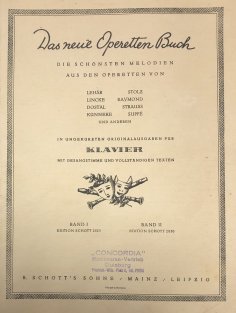 Das neue Operetten Buch
DIE SCHÖNSTEN MELODIEN
AUS DEN OPERETTEN VON
LEHÁR STOLZ
LINCKE RAYMOND
DOSTAL STRAUSS
KÜNNEKE SUPPÉ
UND ANDEREN
IN UNGEKÜRZTEN ORIGINALAUSGABEN FÜR
KLAVIER
MIT GESANGSTIMME UND VOLLSTÄNDIGEN TEXTEN
BAND I BAND II
EDITION SCHOTT EDITION SCHOTT
„CONCORDIA"
Duisburg
B. SCHOTT'S SÖHNE / MAINZ / LEIPZIG